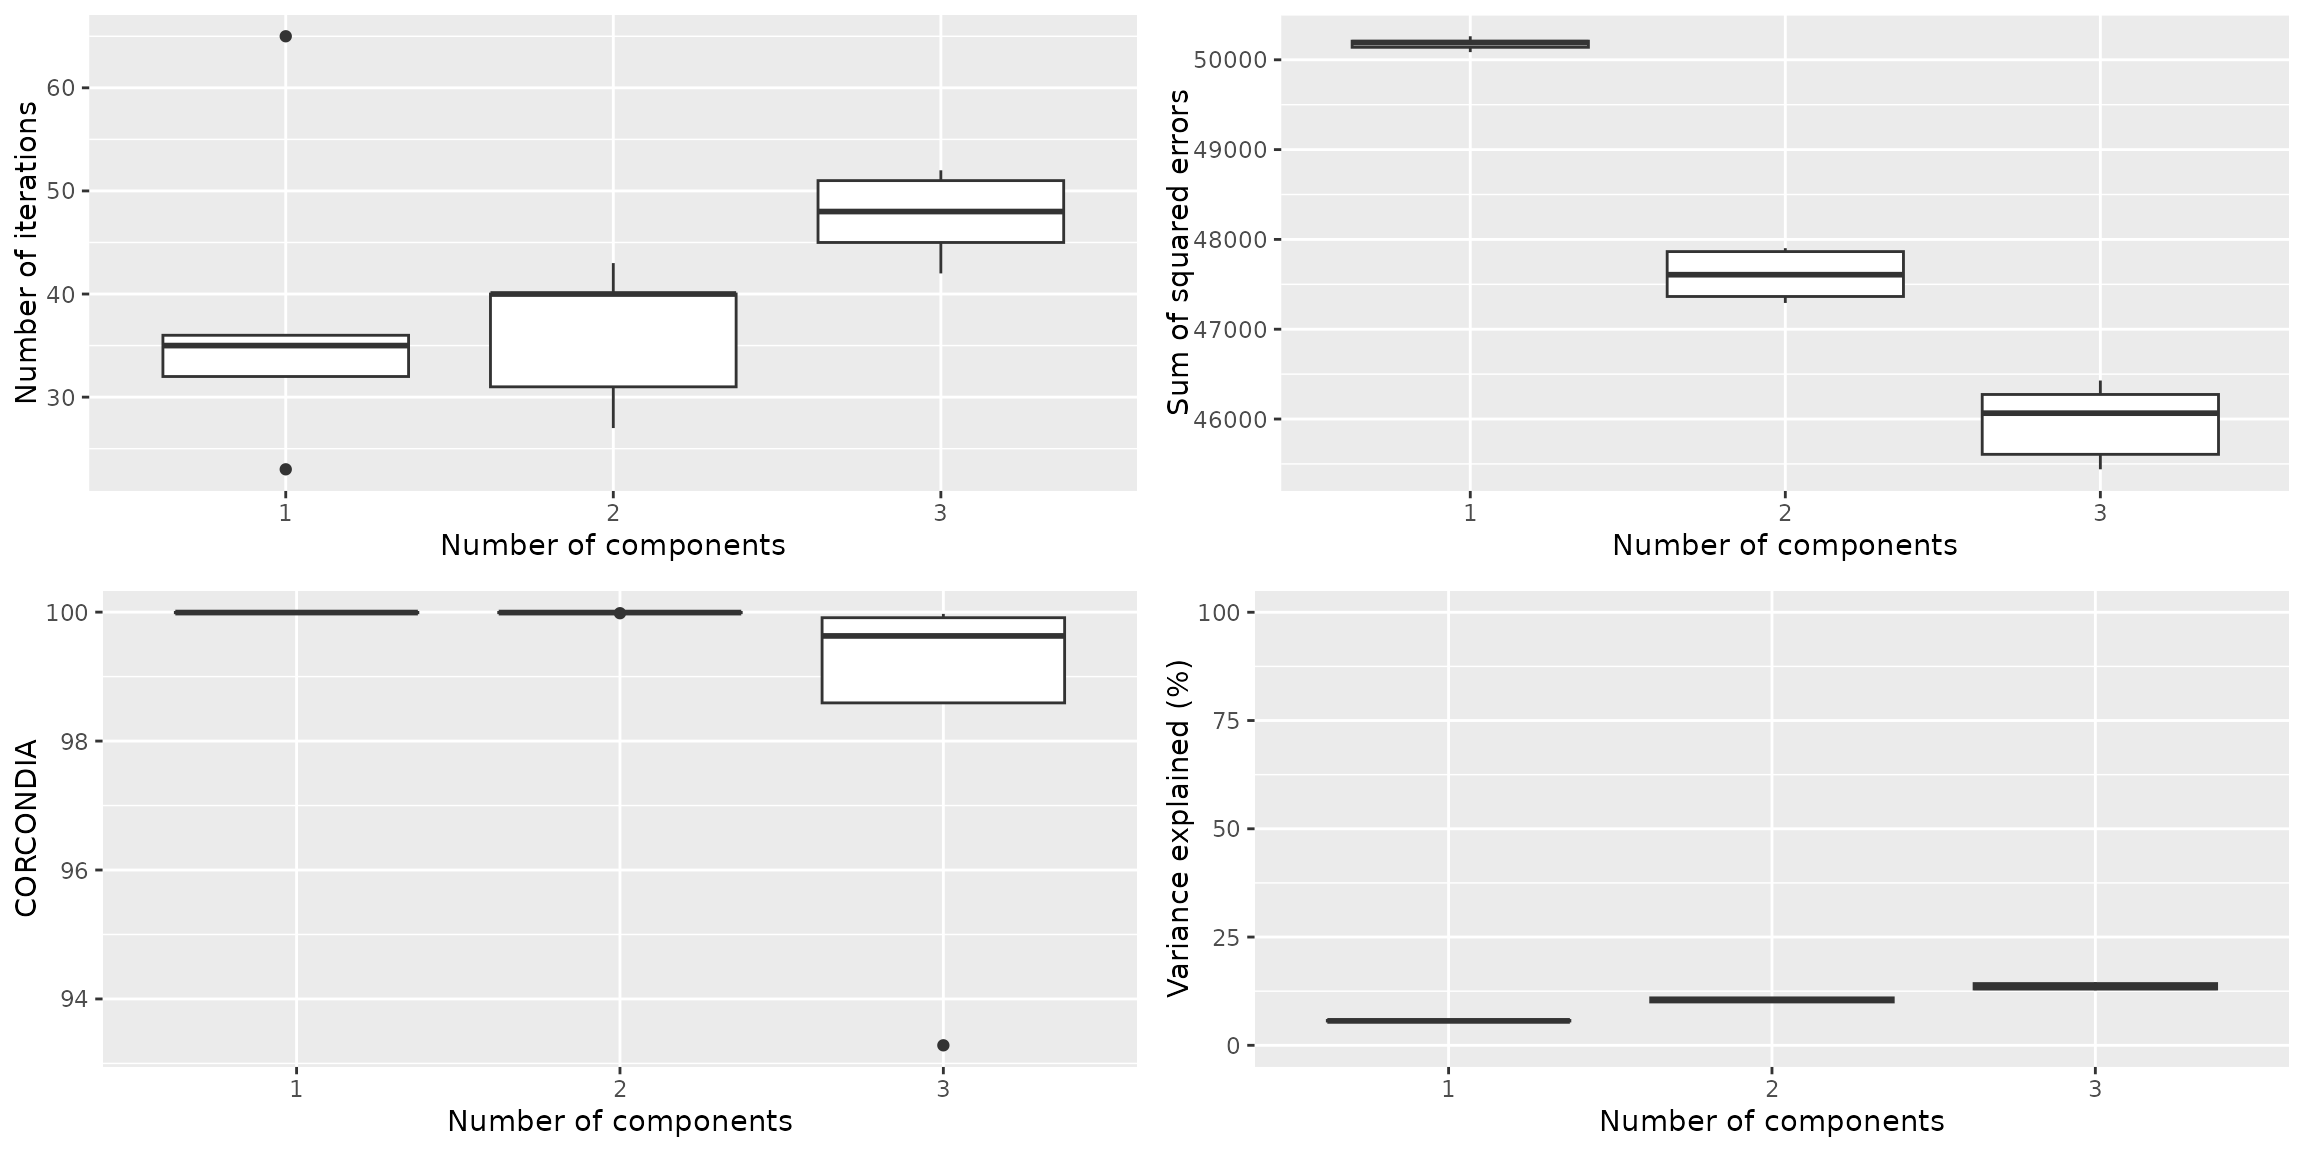 Number of iterations
60
50
40
30
1 2 3
Number of components
Sum of squared errors
50000
49000
48000
47000
46000
1 2 3
Number of components
CORCONDIA
100
98
96
94
1 2 3
Number of components
Variance explained (%)
100
75
50
25
0
1 2 3
Number of components